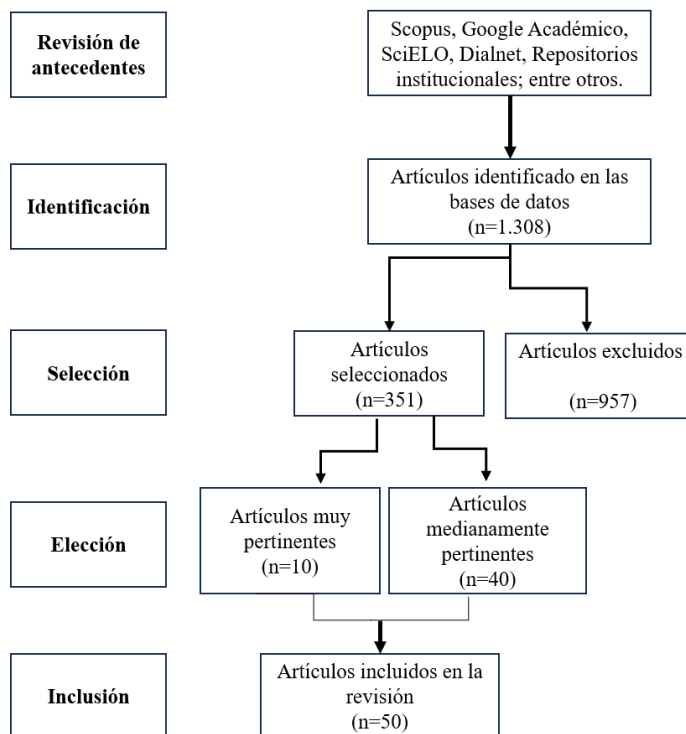 Revisión de
antecedentes
Scopus, Google Académico,
SciELO, Dialnet, Repositorios
institucionales; entre otros.
Identificación
Artículos identificado en las
bases de datos
(n=1.308)
Selección
Artículos
seleccionados
(n=351)
Artículos excluidos
(n=957)
Elección
Artículos muy
pertinentes
(n=10)
Artículos
medianamente
pertinentes
(n=40)
Inclusión
Artículos incluidos en la
revisión
(n=50)